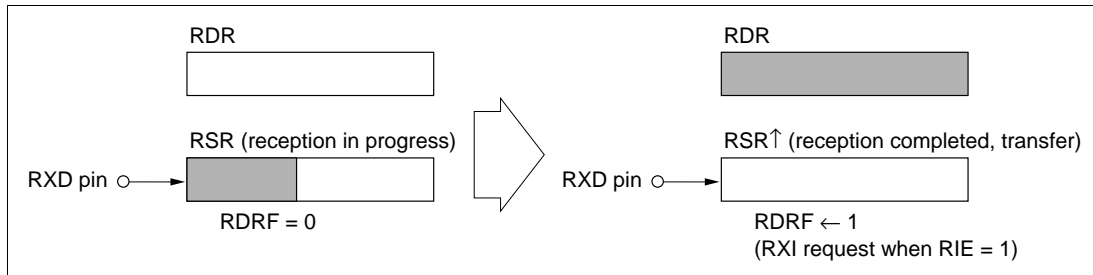 RDR
RSR (reception in progress)
RXD pin
RDRF = 0
RDR
RSR↑ (reception completed, transfer)
RXD pin
RDRF ← 1
(RXI request when RIE = 1)